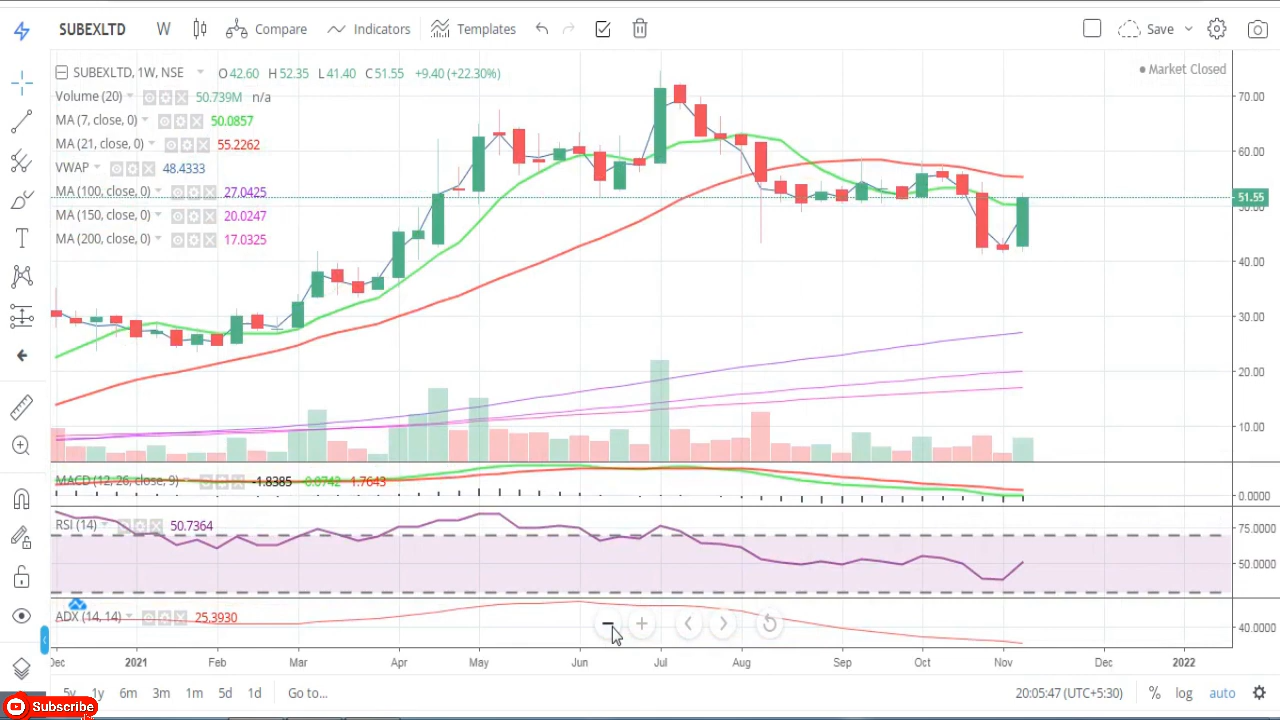 SUBEXLTD W Compare Indicators Templates Save
SUBEXLTD, 1W, NSE O42.60 H52.35 L41.40 C51.55 +9.40 (+22.30%)
Market Closed
Volume (20) 50.739M n/a
MA (7, close, 0) 50.0857
MA (21, close, 0) 55.2262
VWAP 48.4333
MA (100, close, 0) 27.0425
MA (150, close, 0) 20.0247
MA (200, close, 0) 17.0325
70.00
60.00
51.55
50.00
40.00
30.00
20.00
10.00
MACD (12, 26, close, 9) -1.8385 -0.0742 1.7643
0.0000
RSI (14) 50.7364
75.0000
50.0000
ADX (14, 14) 25.3930
40.0000
Dec 2021 Feb Mar Apr May Jun Jul Aug Sep Oct Nov Dec 2022
5y 1y 6m 3m 1m 5d 1d Go to... 20:05:47 (UTC+5:30) % log auto
Subscribe